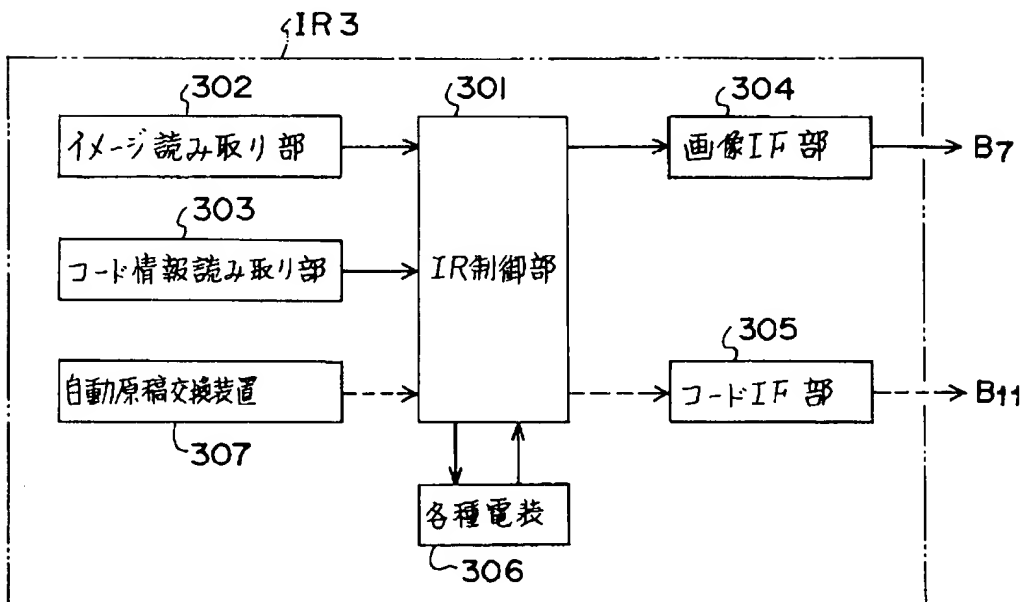 IR3
302
301
304
イメージ読み取り部
画像IF部
B7
303
コード情報読み取り部
IR制御部
305
自動原稿交換装置
コードIF部
B11
307
各種電装
306